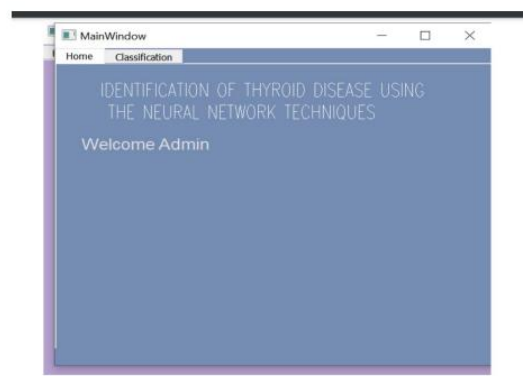 MainWindow
Home Classification
IDENTIFICATION OF THYROID DISEASE USING
THE NEURAL NETWORK TECHNIQUES
Welcome Admin